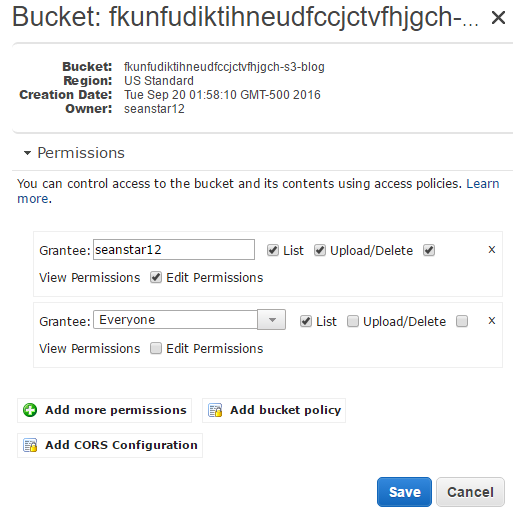 Bucket: fkunfudiktihneudfccjctvfhjgch-...
Bucket: fkunfudiktihneudfccjctvfhjgch-s3-blog
Region: US Standard
Creation Date: Tue Sep 20 01:58:10 GMT-500 2016
Owner: seanstar12
Permissions
You can control access to the bucket and its contents using access policies. Learn
more.
Grantee: seanstar12 List Upload/Delete x
View Permissions Edit Permissions
Grantee: Everyone List Upload/Delete x
View Permissions Edit Permissions
Add more permissions Add bucket policy
Add CORS Configuration
Save Cancel